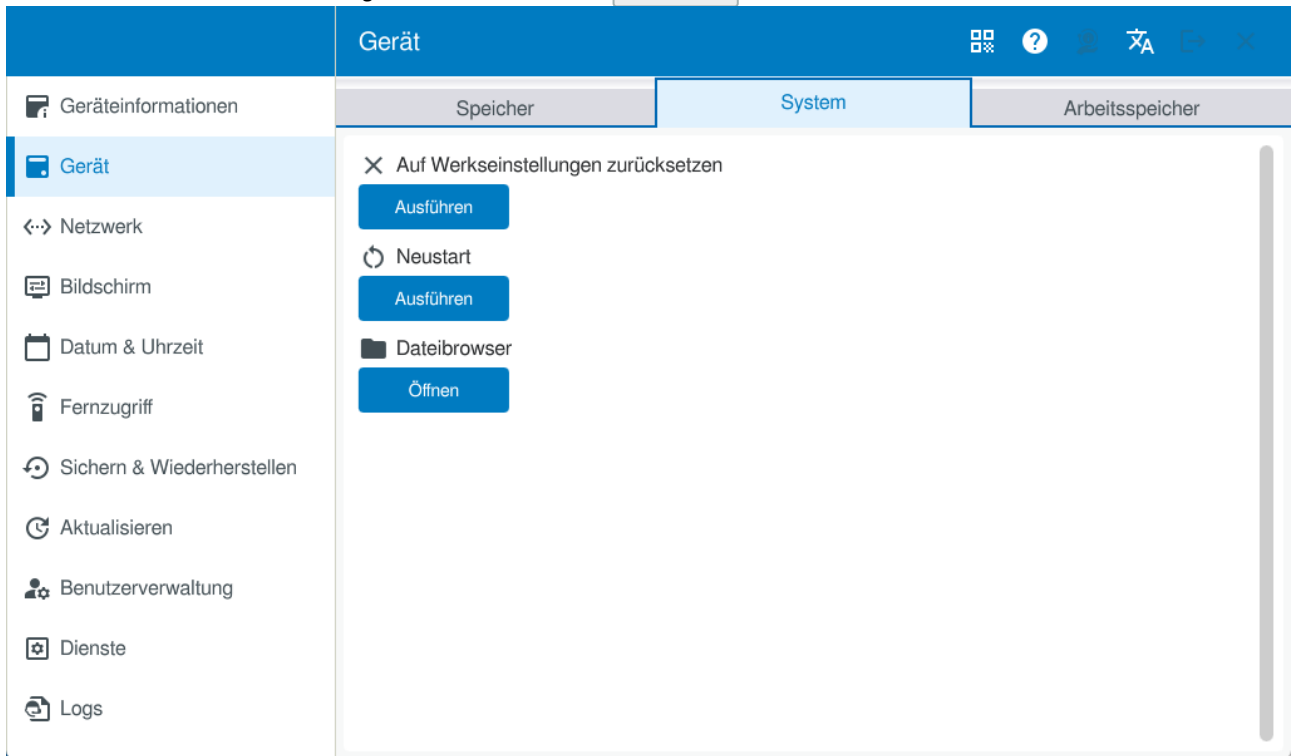 Gerät
Geräteinformationen
Gerät
Netzwerk
Bildschirm
Datum & Uhrzeit
Fernzugriff
Sichern & Wiederherstellen
Aktualisieren
Benutzerverwaltung
Dienste
Logs
Speicher
System
Arbeitsspeicher
Auf Werkseinstellungen zurücksetzen
Ausführen
Neustart
Ausführen
Dateibrowser
Öffnen